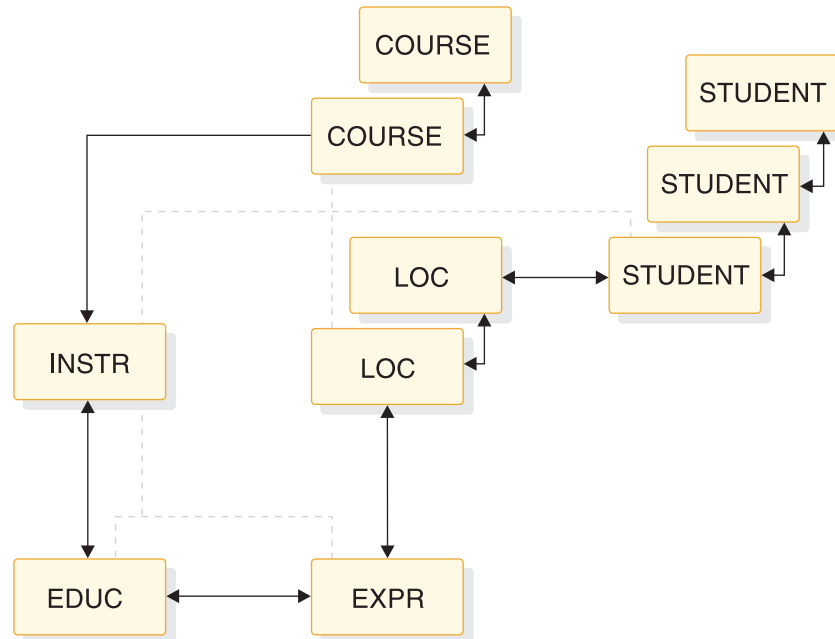 COURSE
STUDENT
COURSE
STUDENT
LOC
STUDENT
INSTR
LOC
EDUC
EXPR